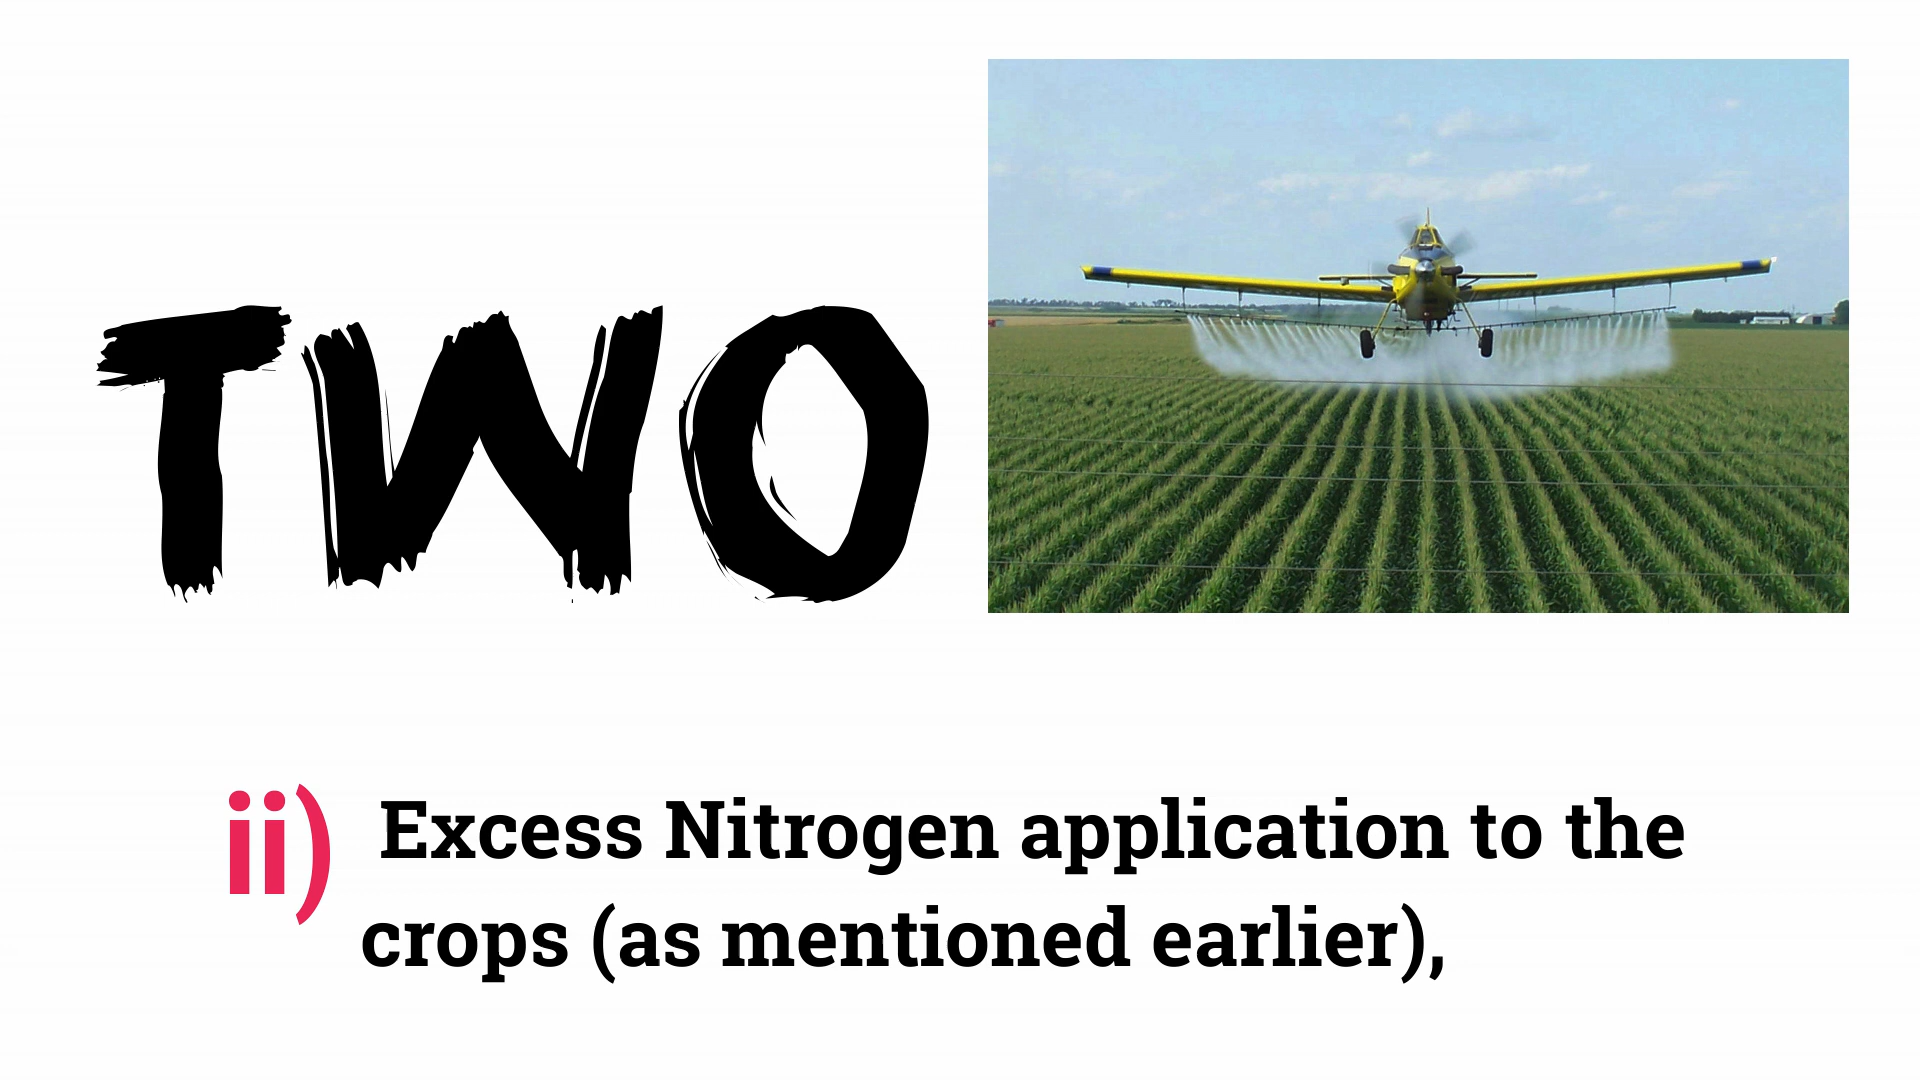 TWO
ii) Excess Nitrogen application to the
crops (as mentioned earlier),